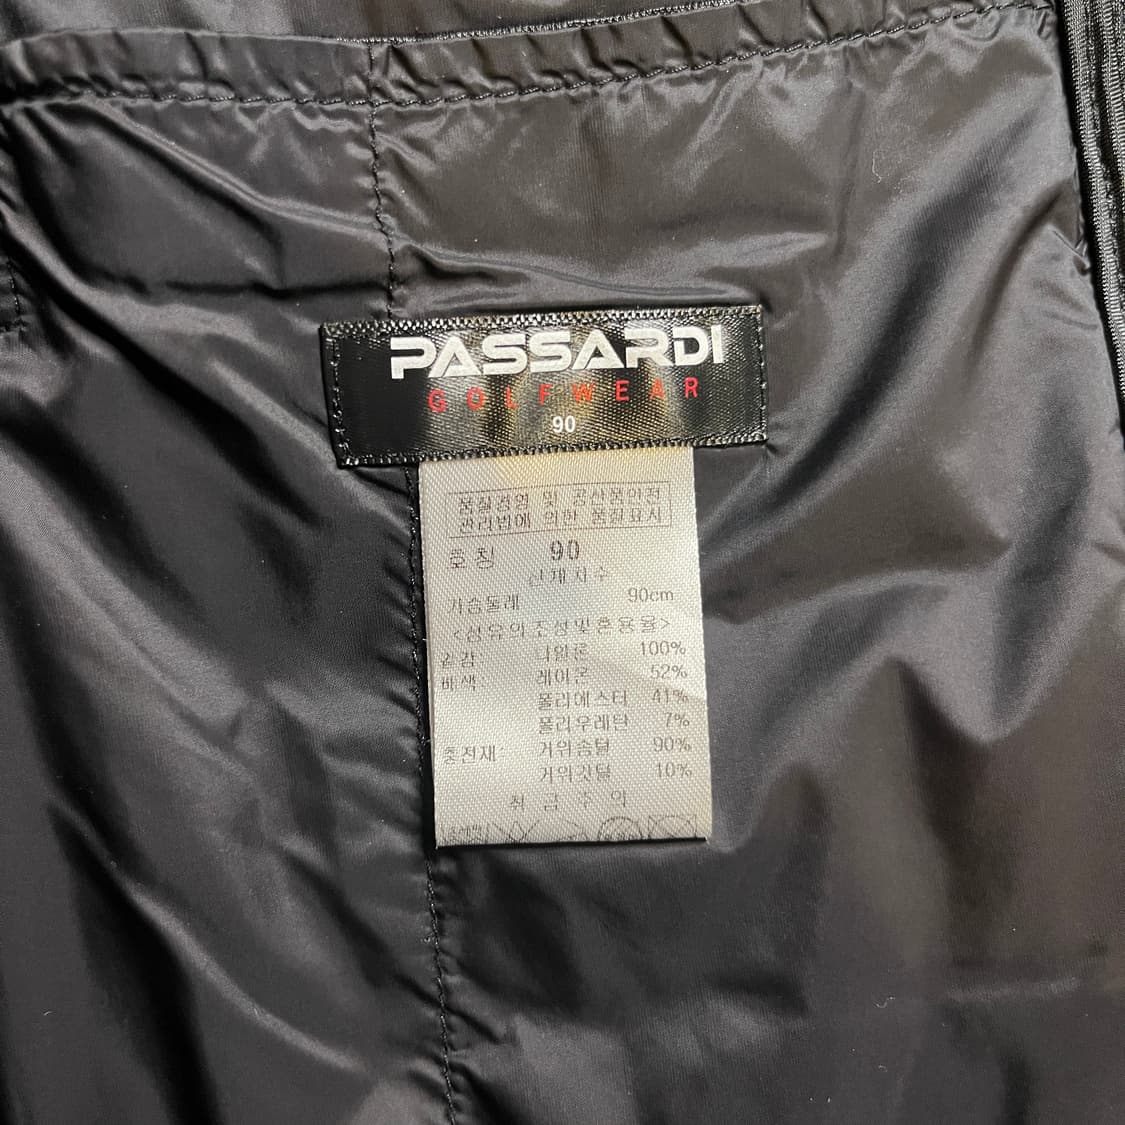 PASSARDI
GOLFWEAR
90
품질경영 및 공산품안전
관리법에 의한 품질표시
호칭 90
신체치수
가슴둘레 90cm
<섬유의조성및혼용율>
겉감 나일론 100%
배색 레이온 52%
폴리에스터 41%
폴리우레탄 7%
충전재 거위솜털 90%
거위깃털 10%
취급주의